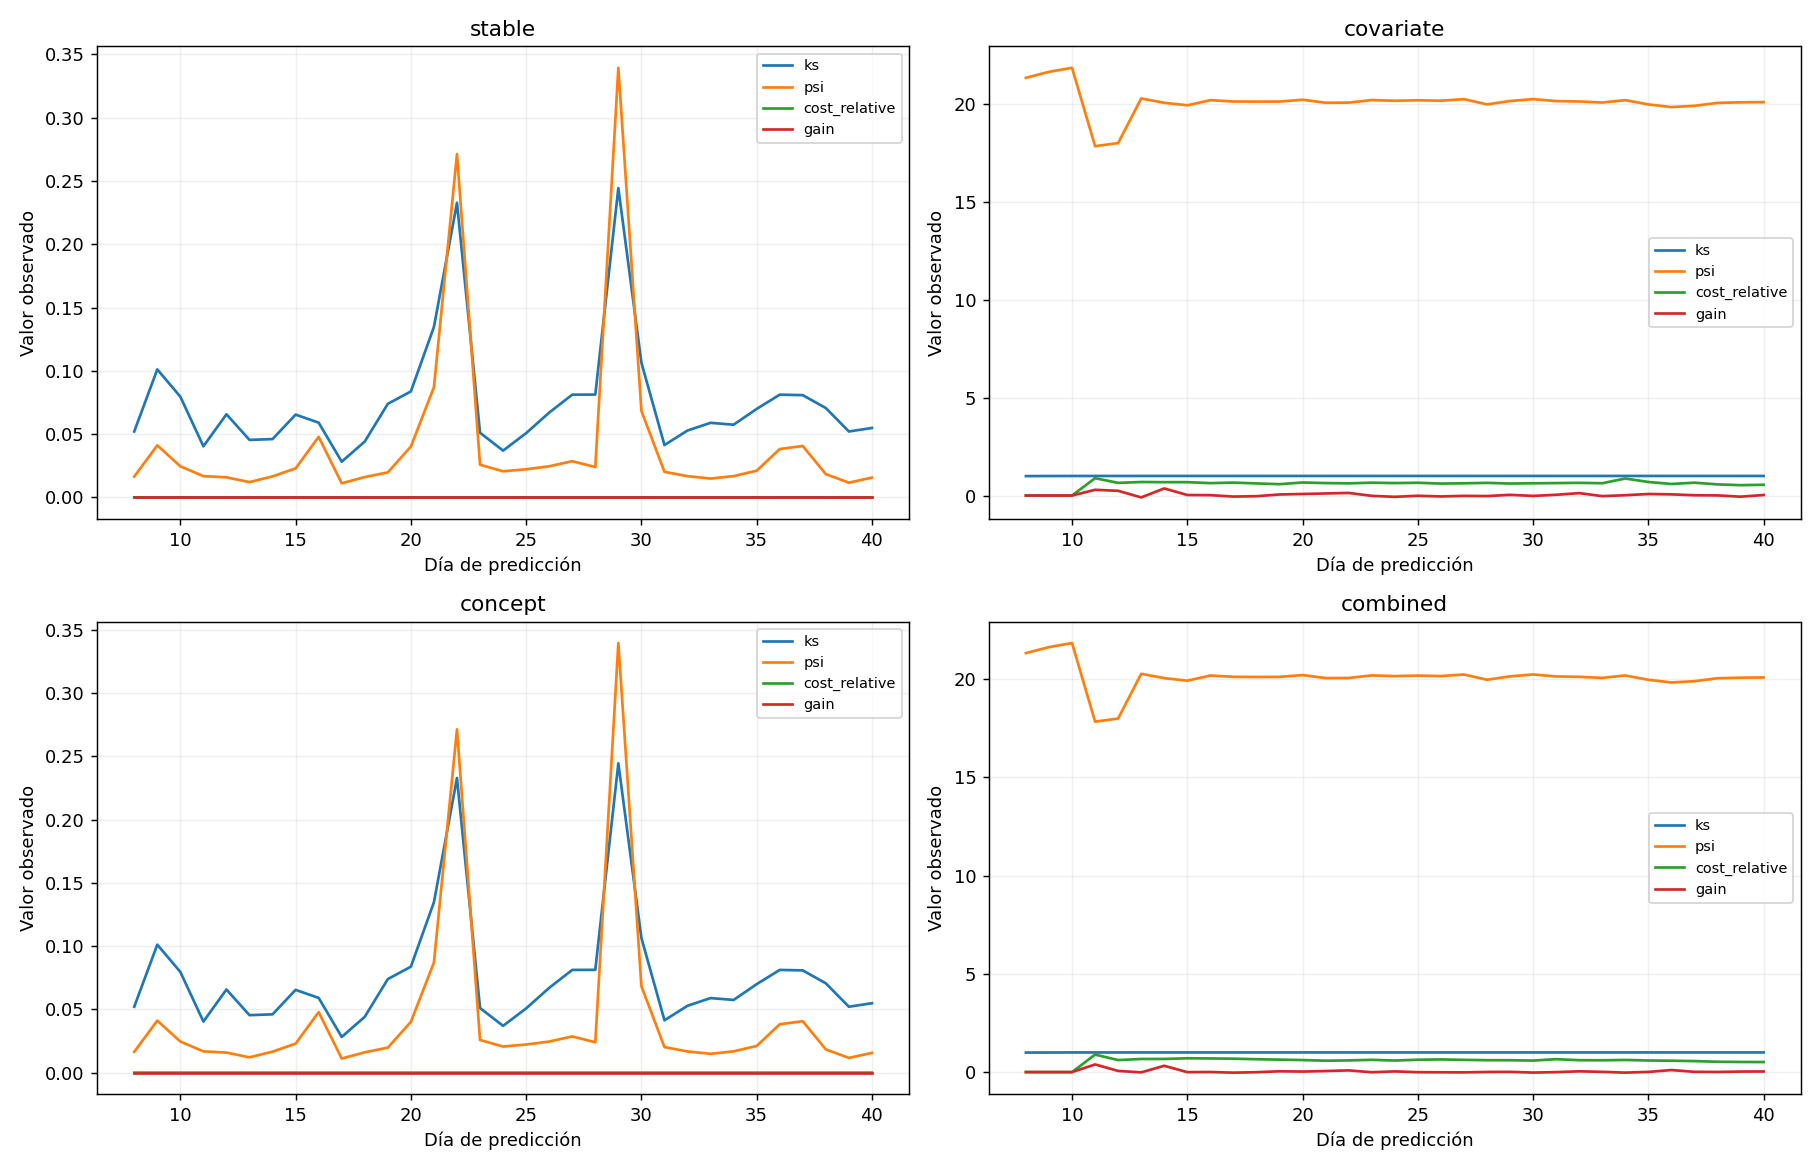 stable
0.35
0.30
0.25
0.20
0.15
0.10
0.05
0.00
Valor observado
ks
psi
cost_relative
gain
10 15 20 25 30 35 40
Día de predicción
covariate
20
15
10
5
0
Valor observado
ks
psi
cost_relative
gain
10 15 20 25 30 35 40
Día de predicción
concept
0.35
0.30
0.25
0.20
0.15
0.10
0.05
0.00
Valor observado
ks
psi
cost_relative
gain
10 15 20 25 30 35 40
Día de predicción
combined
20
15
10
5
0
Valor observado
ks
psi
cost_relative
gain
10 15 20 25 30 35 40
Día de predicción